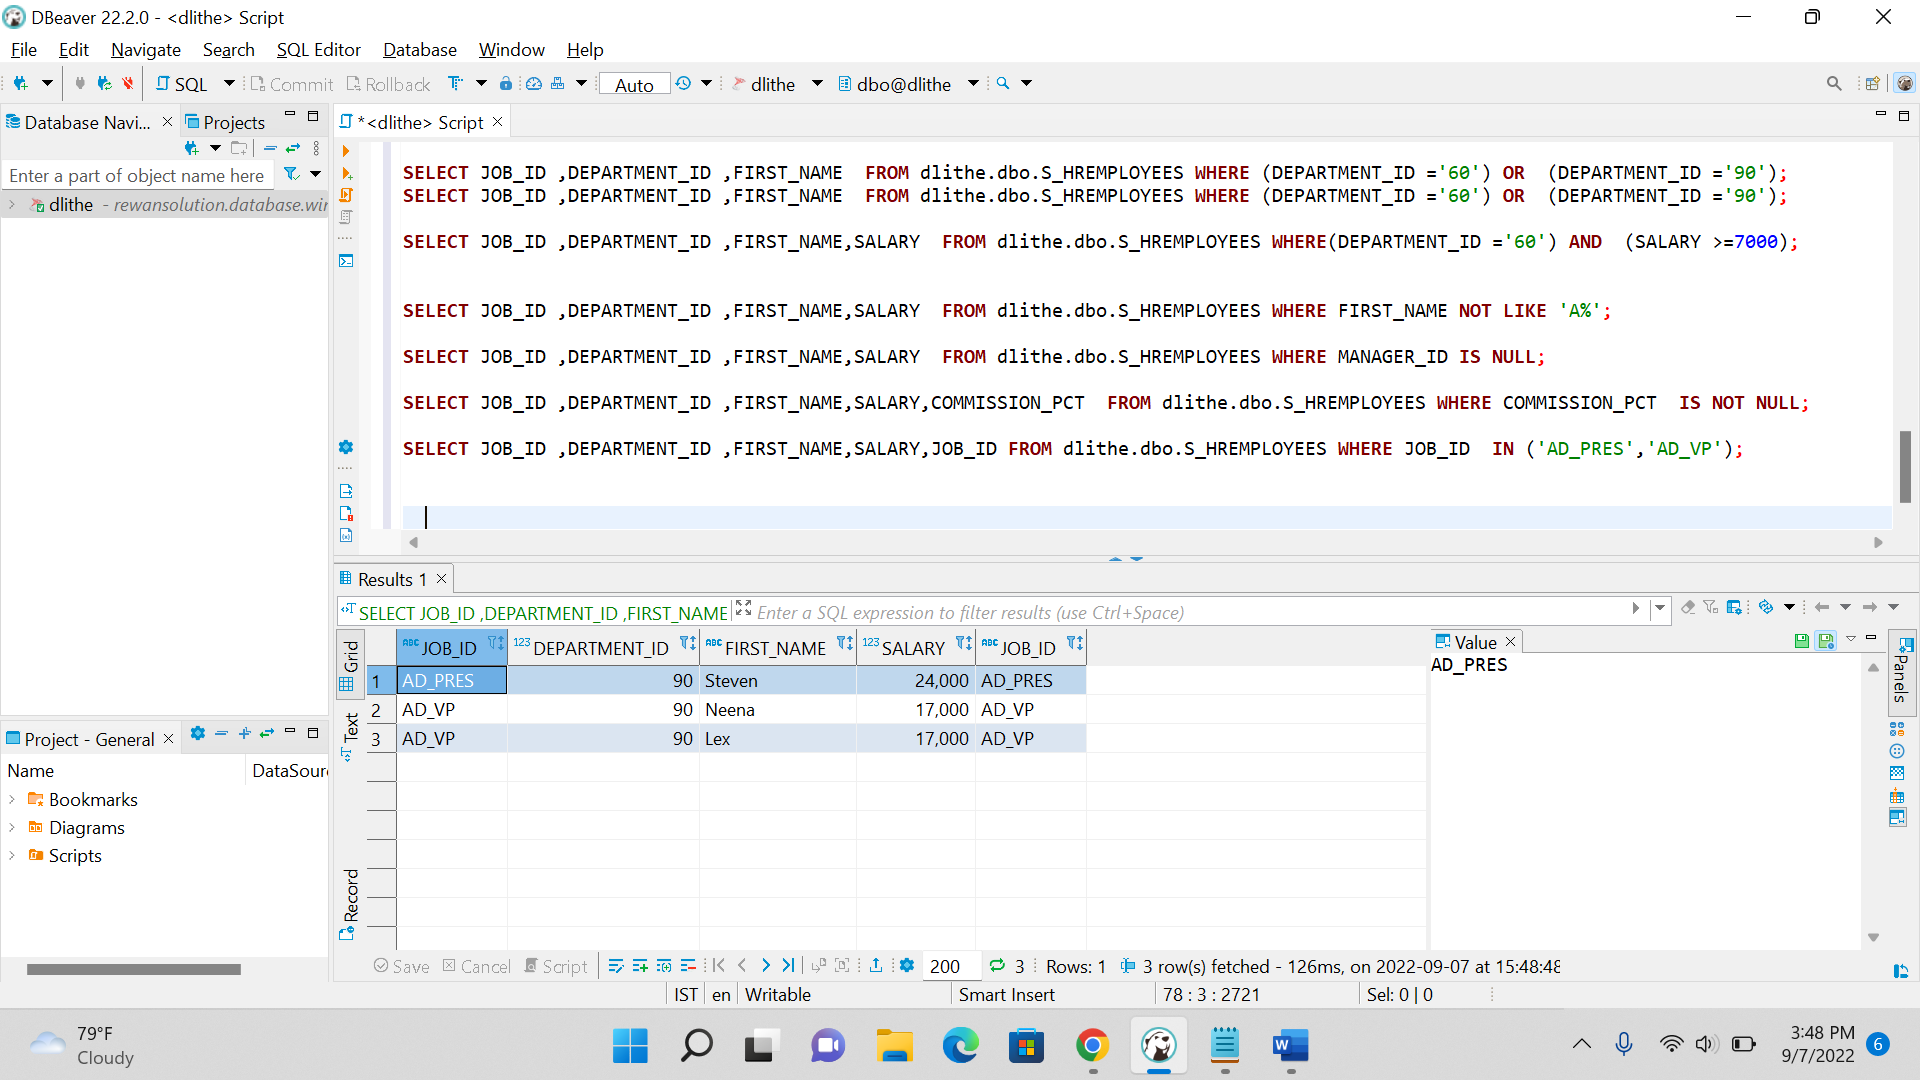 DBeaver 22.2.0 - <dlithe> Script
File Edit Navigate Search SQL Editor Database Window Help
SQL Commit Rollback Auto dlithe dbo@dlithe
Database Navi... Projects
*<dlithe> Script
Enter a part of object name here
dlithe - rewansolution.database.wir
SELECT JOB_ID ,DEPARTMENT_ID ,FIRST_NAME  FROM dlithe.dbo.S_HREMPLOYEES WHERE (DEPARTMENT_ID ='60') OR  (DEPARTMENT_ID ='90');
SELECT JOB_ID ,DEPARTMENT_ID ,FIRST_NAME  FROM dlithe.dbo.S_HREMPLOYEES WHERE (DEPARTMENT_ID ='60') OR  (DEPARTMENT_ID ='90');
SELECT JOB_ID ,DEPARTMENT_ID ,FIRST_NAME,SALARY  FROM dlithe.dbo.S_HREMPLOYEES WHERE(DEPARTMENT_ID ='60') AND  (SALARY >=7000);
SELECT JOB_ID ,DEPARTMENT_ID ,FIRST_NAME,SALARY  FROM dlithe.dbo.S_HREMPLOYEES WHERE FIRST_NAME NOT LIKE 'A%';
SELECT JOB_ID ,DEPARTMENT_ID ,FIRST_NAME,SALARY  FROM dlithe.dbo.S_HREMPLOYEES WHERE MANAGER_ID IS NULL;
SELECT JOB_ID ,DEPARTMENT_ID ,FIRST_NAME,SALARY,COMMISSION_PCT  FROM dlithe.dbo.S_HREMPLOYEES WHERE COMMISSION_PCT  IS NOT NULL;
SELECT JOB_ID ,DEPARTMENT_ID ,FIRST_NAME,SALARY,JOB_ID FROM dlithe.dbo.S_HREMPLOYEES WHERE JOB_ID  IN ('AD_PRES','AD_VP');
Project - General
Name DataSour
Bookmarks
Diagrams
Scripts
Results 1
SELECT JOB_ID ,DEPARTMENT_ID ,FIRST_NAME Enter a SQL expression to filter results (use Ctrl+Space)
Grid
Text
Record
ABC JOB_ID 123 DEPARTMENT_ID ABC FIRST_NAME 123 SALARY ABC JOB_ID
1 AD_PRES 90 Steven 24,000 AD_PRES
2 AD_VP 90 Neena 17,000 AD_VP
3 AD_VP 90 Lex 17,000 AD_VP
Value
AD_PRES
Panels
Save Cancel Script 200 3 Rows: 1 3 row(s) fetched - 126ms, on 2022-09-07 at 15:48:48
IST en Writable Smart Insert 78 : 3 : 2721 Sel: 0 | 0
79°F
Cloudy
W
3:48 PM
9/7/2022
6